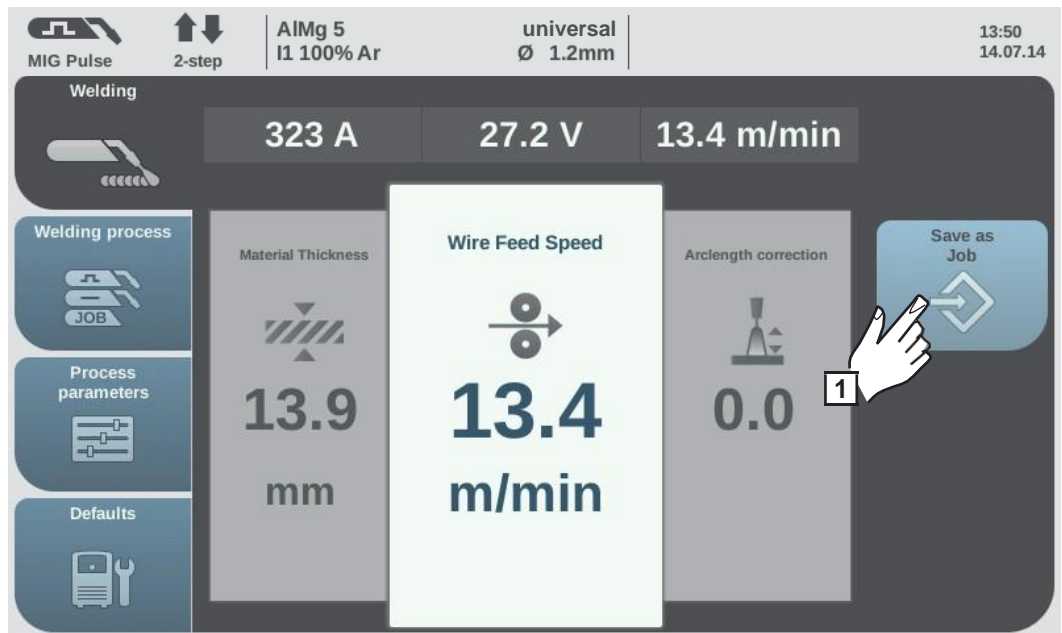 MIG Pulse
2-step
AlMg 5
I1 100% Ar
universal
Ø 1.2mm
13:50
14.07.14
Welding
323 A
27.2 V
13.4 m/min
Welding process
JOB
Process
parameters
Defaults
Material Thickness
13.9
mm
Wire Feed Speed
13.4
m/min
Arclength correction
0.0
Save as
Job
1